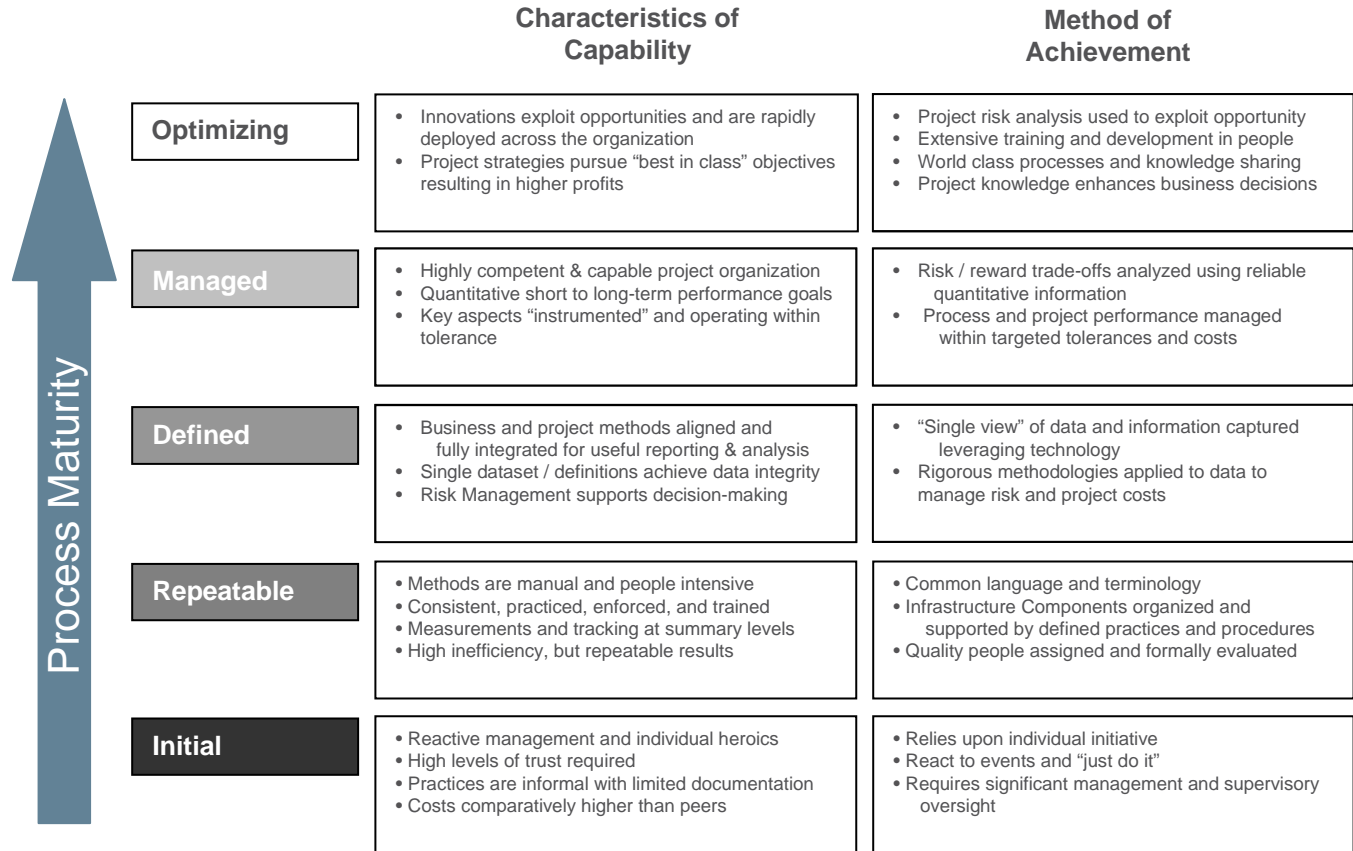 Characteristics of
Capability
Method of
Achievement
Process Maturity
Optimizing
• Innovations exploit opportunities and are rapidly
deployed across the organization
• Project strategies pursue “best in class” objectives
resulting in higher profits
• Project risk analysis used to exploit opportunity
• Extensive training and development in people
• World class processes and knowledge sharing
• Project knowledge enhances business decisions
Managed
• Highly competent & capable project organization
• Quantitative short to long-term performance goals
• Key aspects “instrumented” and operating within
tolerance
• Risk / reward trade-offs analyzed using reliable
quantitative information
• Process and project performance managed
within targeted tolerances and costs
Defined
• Business and project methods aligned and
fully integrated for useful reporting & analysis
• Single dataset / definitions achieve data integrity
• Risk Management supports decision-making
• “Single view” of data and information captured
leveraging technology
• Rigorous methodologies applied to data to
manage risk and project costs
Repeatable
• Methods are manual and people intensive
• Consistent, practiced, enforced, and trained
• Measurements and tracking at summary levels
• High inefficiency, but repeatable results
• Common language and terminology
• Infrastructure Components organized and
supported by defined practices and procedures
• Quality people assigned and formally evaluated
Initial
• Reactive management and individual heroics
• High levels of trust required
• Practices are informal with limited documentation
• Costs comparatively higher than peers
• Relies upon individual initiative
• React to events and “just do it”
• Requires significant management and supervisory
oversight